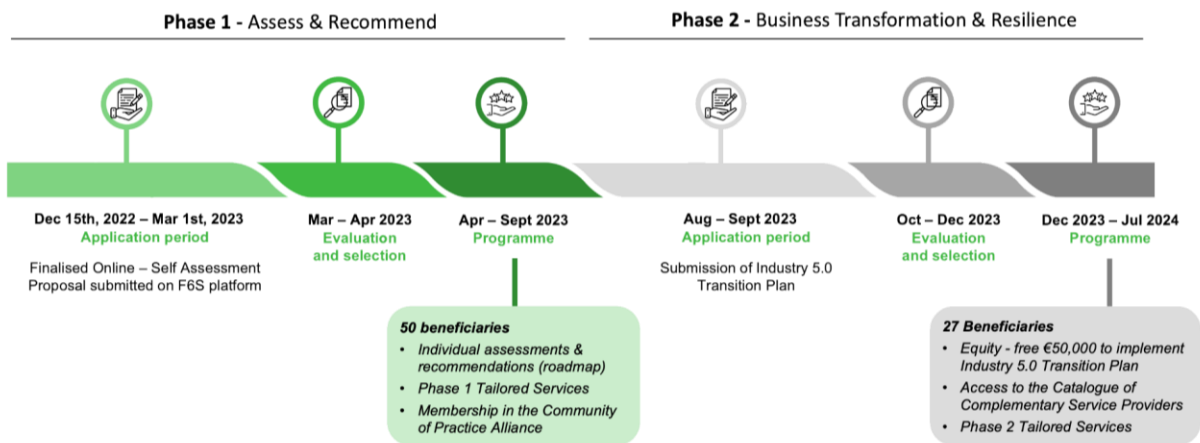 Phase 1 - Assess & Recommend
Phase 2 - Business Transformation & Resilience
Dec 15th, 2022 – Mar 1st, 2023
Application period
Finalised Online – Self Assessment
Proposal submitted on F6S platform
Mar – Apr 2023
Evaluation
and selection
Apr – Sept 2023
Programme
50 beneficiaries
• Individual assessments &
recommendations (roadmap)
• Phase 1 Tailored Services
• Membership in the Community
of Practice Alliance
Aug – Sept 2023
Application period
Submission of Industry 5.0
Transition Plan
Oct – Dec 2023
Evaluation
and selection
Dec 2023 – Jul 2024
Programme
27 Beneficiaries
• Equity - free €50,000 to implement
Industry 5.0 Transition Plan
• Access to the Catalogue of
Complementary Service Providers
• Phase 2 Tailored Services